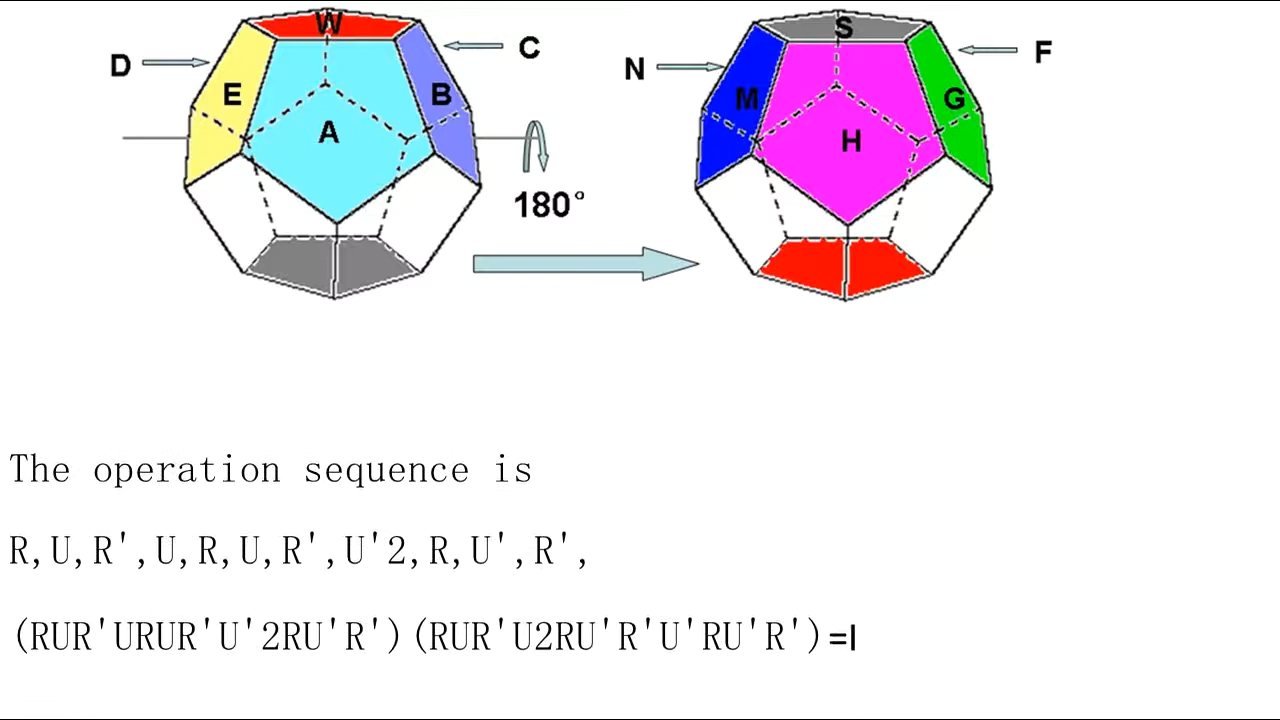 W S
D C N F
E B M G
A H
180°
The operation sequence is
R,U,R',U,R,U,R',U'2,R,U',R',
(RUR'URUR'U'2RU'R')(RUR'U2RU'R'U'RU'R')=I